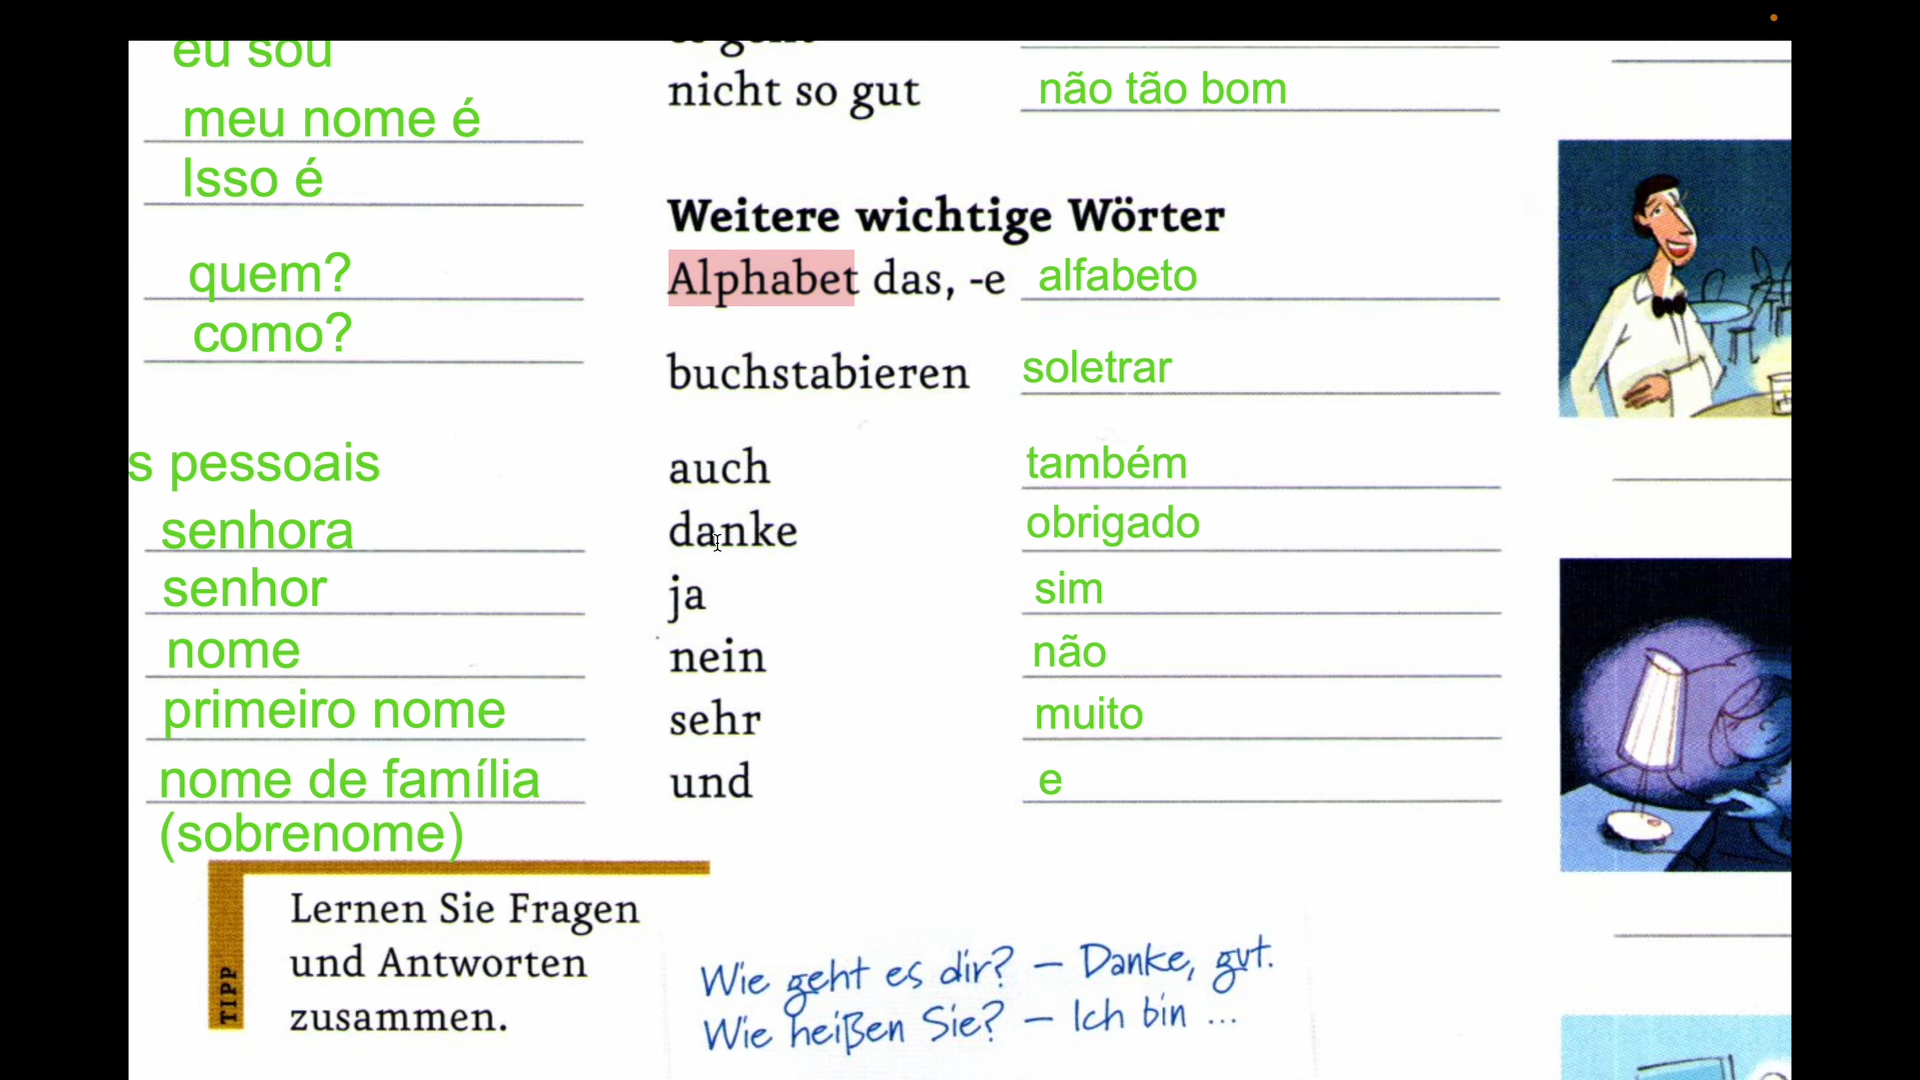 eu sou
meu nome é
Isso é
quem?
como?
s pessoais
senhora
senhor
nome
primeiro nome
nome de família
(sobrenome)
es geht
nicht so gut não tão bom
Weitere wichtige Wörter
Alphabet das, -e alfabeto
buchstabieren soletrar
auch também
danke obrigado
ja sim
nein não
sehr muito
und e
TIPP
Lernen Sie Fragen
und Antworten
zusammen.
Wie geht es dir? – Danke, gut.
Wie heißen Sie? – Ich bin ...